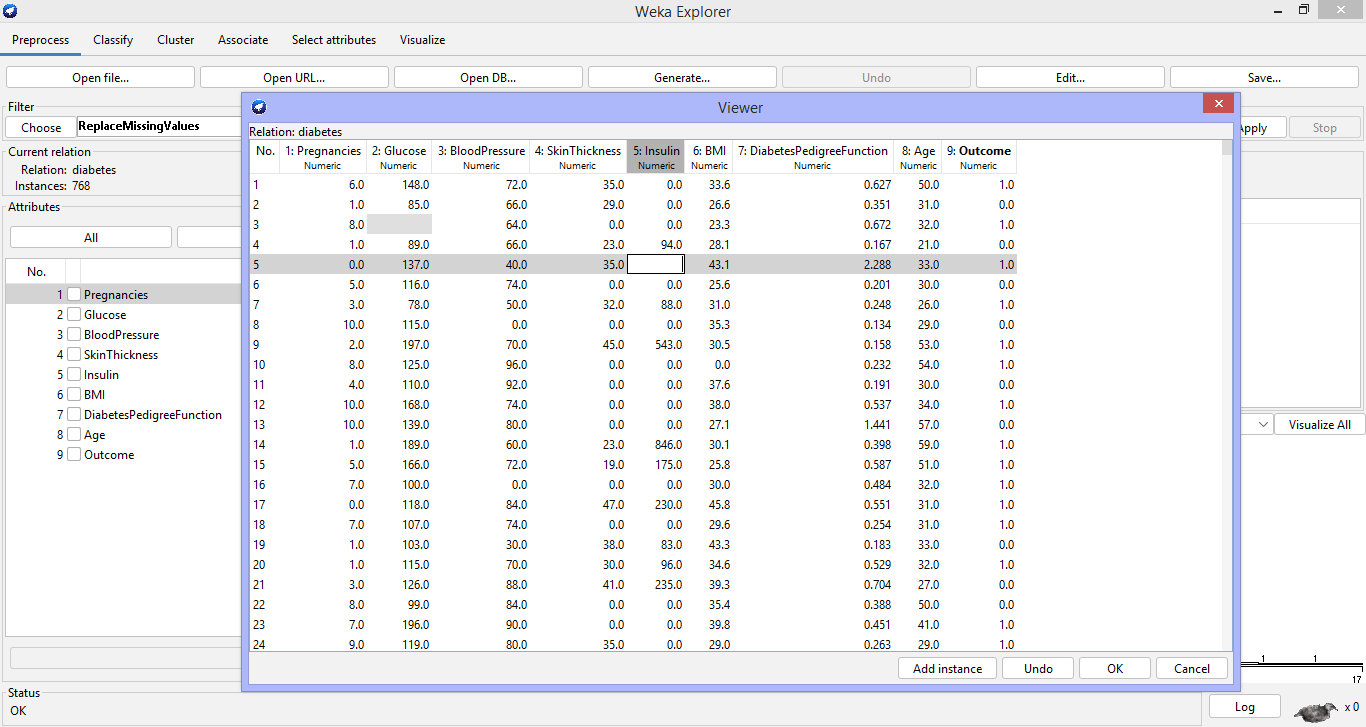 Weka Explorer
Preprocess Classify Cluster Associate Select attributes Visualize
Open file... Open URL... Open DB... Generate... Undo Edit... Save...
Filter
Choose ReplaceMissingValues Apply Stop
Current relation
Relation: diabetes
Instances: 768
Attributes
All
No.
1 Pregnancies
2 Glucose
3 BloodPressure
4 SkinThickness
5 Insulin
6 BMI
7 DiabetesPedigreeFunction
8 Age
9 Outcome
Viewer
Relation: diabetes
No. 1: Pregnancies 2: Glucose 3: BloodPressure 4: SkinThickness 5: Insulin 6: BMI 7: DiabetesPedigreeFunction 8: Age 9: Outcome
Numeric Numeric Numeric Numeric Numeric Numeric Numeric Numeric Numeric
1 6.0 148.0 72.0 35.0 0.0 33.6 0.627 50.0 1.0
2 1.0 85.0 66.0 29.0 0.0 26.6 0.351 31.0 0.0
3 8.0 64.0 0.0 0.0 23.3 0.672 32.0 1.0
4 1.0 89.0 66.0 23.0 94.0 28.1 0.167 21.0 0.0
5 0.0 137.0 40.0 35.0 43.1 2.288 33.0 1.0
6 5.0 116.0 74.0 0.0 0.0 25.6 0.201 30.0 0.0
7 3.0 78.0 50.0 32.0 88.0 31.0 0.248 26.0 1.0
8 10.0 115.0 0.0 0.0 0.0 35.3 0.134 29.0 0.0
9 2.0 197.0 70.0 45.0 543.0 30.5 0.158 53.0 1.0
10 8.0 125.0 96.0 0.0 0.0 0.0 0.232 54.0 1.0
11 4.0 110.0 92.0 0.0 0.0 37.6 0.191 30.0 0.0
12 10.0 168.0 74.0 0.0 0.0 38.0 0.537 34.0 1.0
13 10.0 139.0 80.0 0.0 0.0 27.1 1.441 57.0 0.0
14 1.0 189.0 60.0 23.0 846.0 30.1 0.398 59.0 1.0
15 5.0 166.0 72.0 19.0 175.0 25.8 0.587 51.0 1.0
16 7.0 100.0 0.0 0.0 0.0 30.0 0.484 32.0 1.0
17 0.0 118.0 84.0 47.0 230.0 45.8 0.551 31.0 1.0
18 7.0 107.0 74.0 0.0 0.0 29.6 0.254 31.0 1.0
19 1.0 103.0 30.0 38.0 83.0 43.3 0.183 33.0 0.0
20 1.0 115.0 70.0 30.0 96.0 34.6 0.529 32.0 1.0
21 3.0 126.0 88.0 41.0 235.0 39.3 0.704 27.0 0.0
22 8.0 99.0 84.0 0.0 0.0 35.4 0.388 50.0 0.0
23 7.0 196.0 90.0 0.0 0.0 39.8 0.451 41.0 1.0
24 9.0 119.0 80.0 35.0 0.0 29.0 0.263 29.0 1.0
Add instance Undo OK Cancel
Visualize All
1 1
17
Status
OK
Log x 0